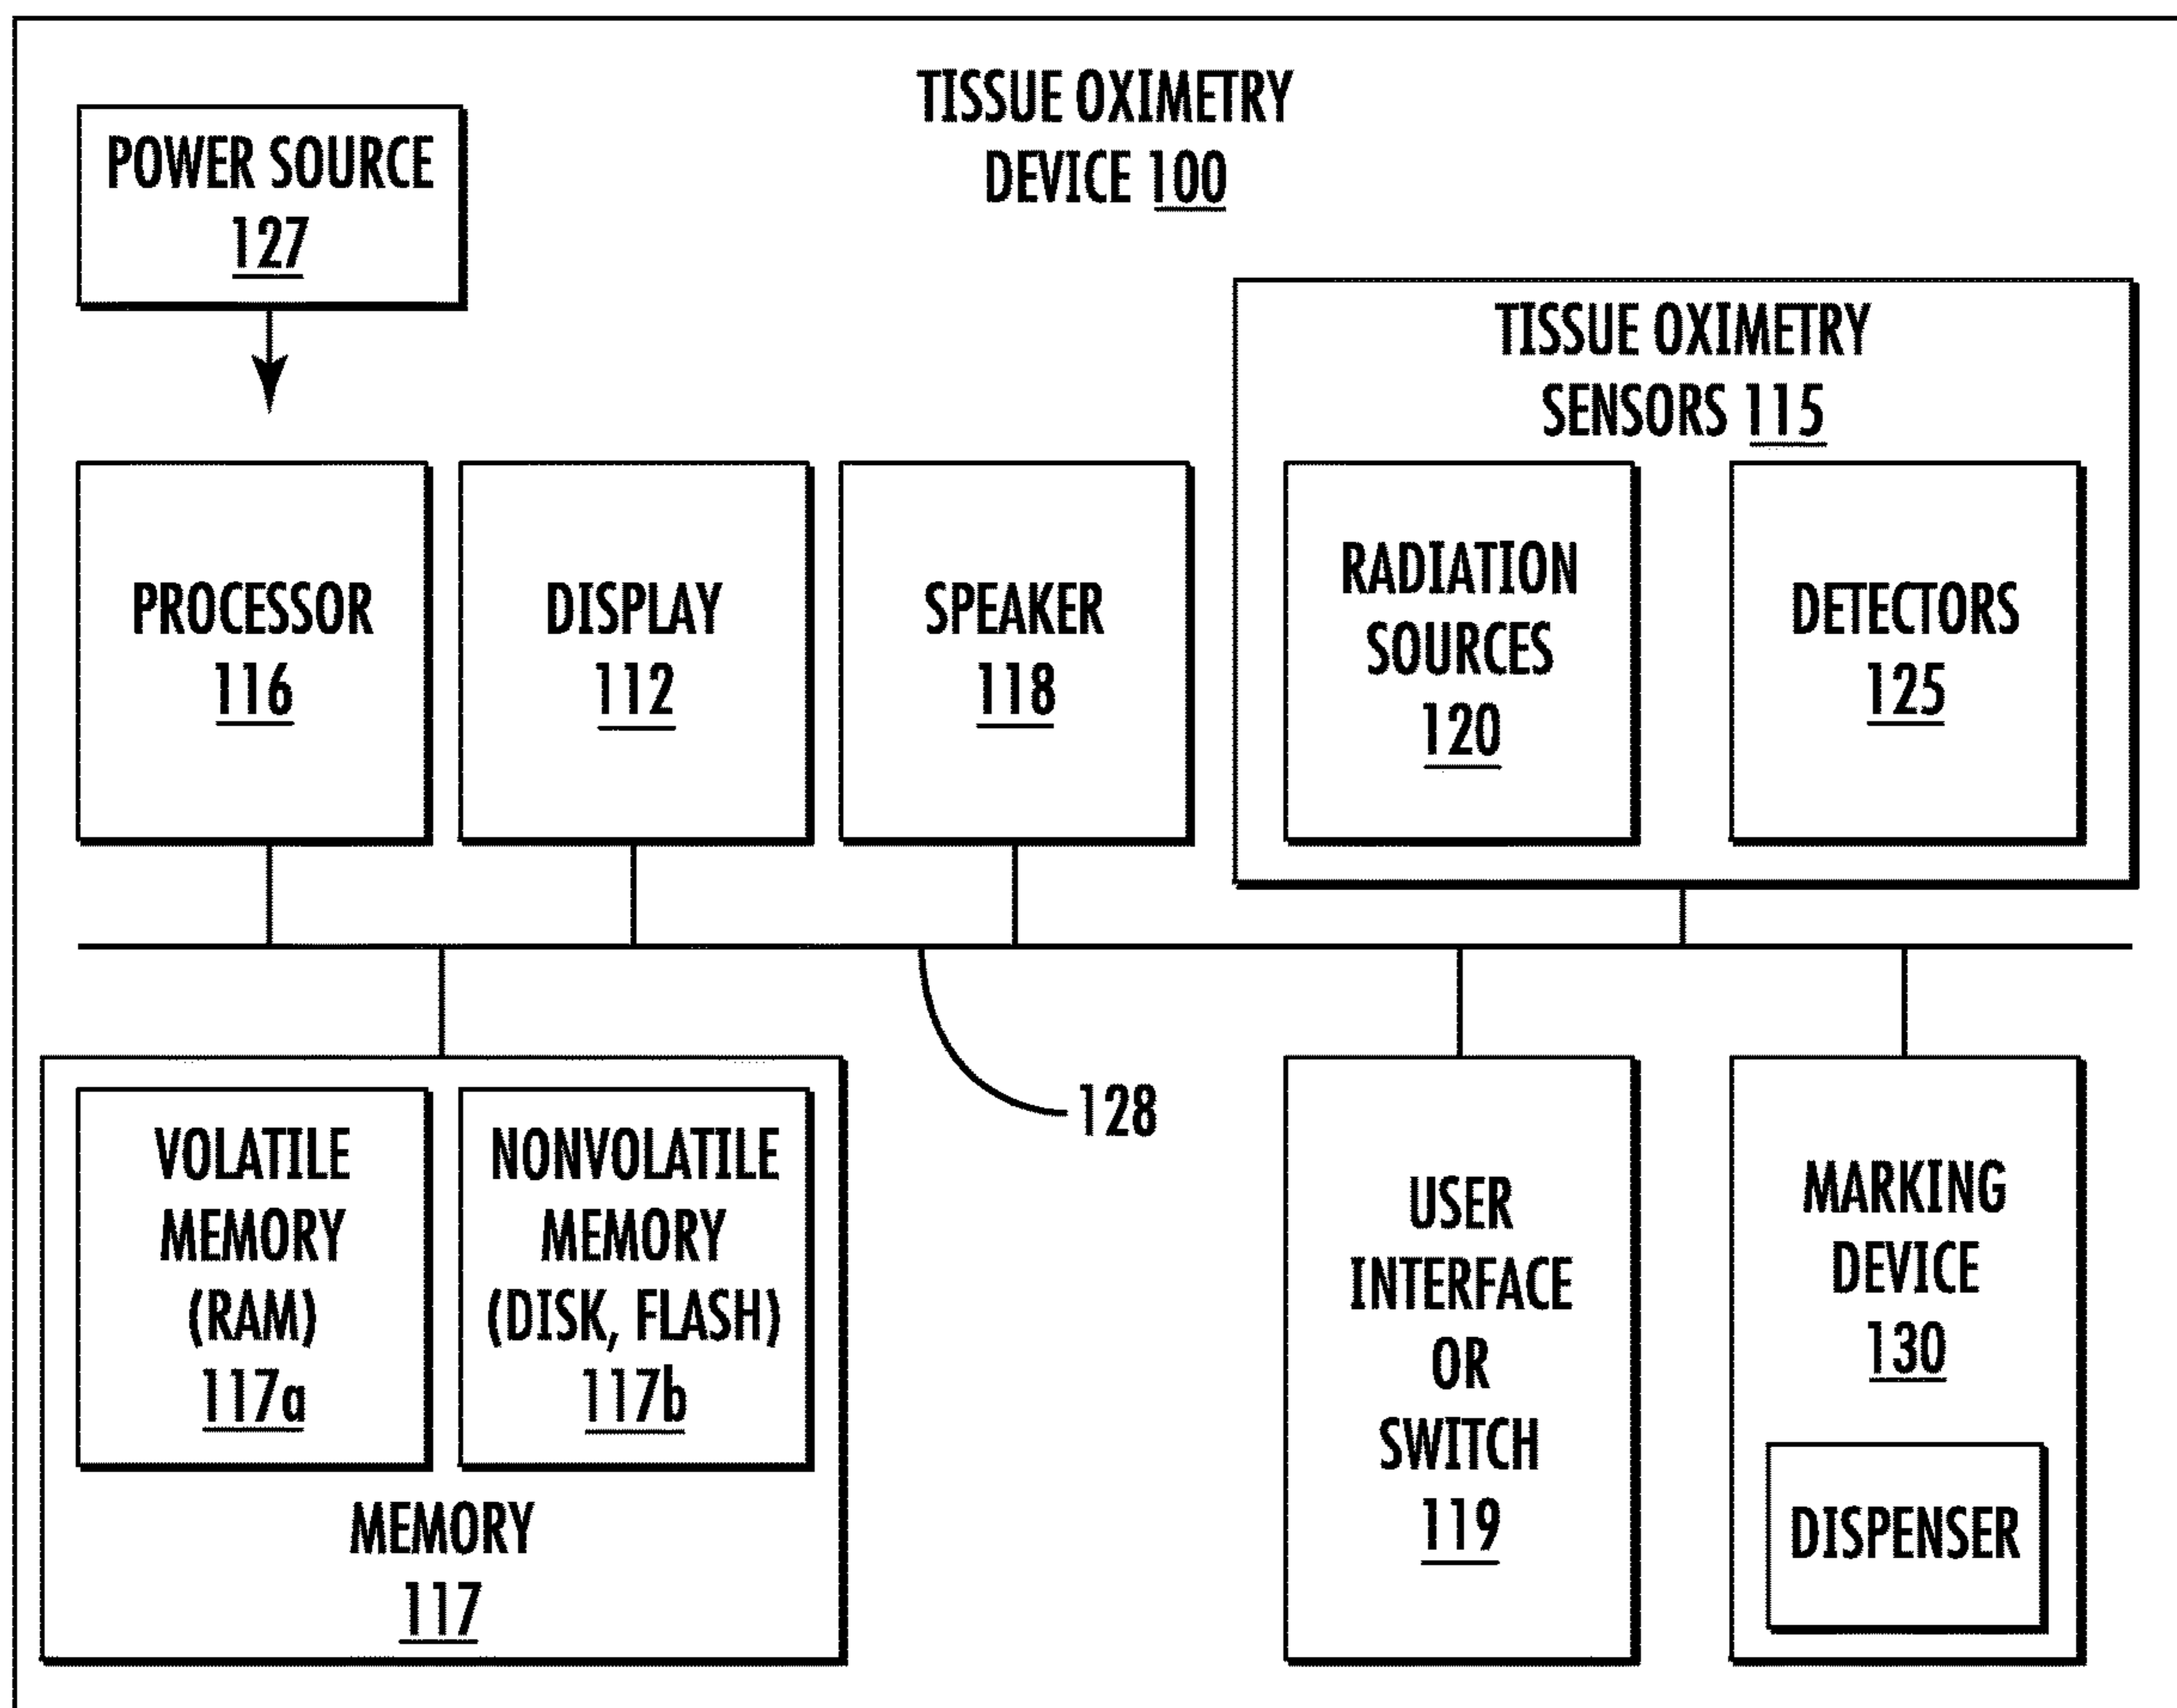 TISSUE OXIMETRY
DEVICE 100
POWER SOURCE
127
TISSUE OXIMETRY
SENSORS 115
PROCESSOR
116
DISPLAY
112
SPEAKER
118
RADIATION
SOURCES
120
DETECTORS
125
128
VOLATILE
MEMORY
(RAM)
117a
NONVOLATILE
MEMORY
(DISK, FLASH)
117b
MEMORY
117
USER
INTERFACE
OR
SWITCH
119
MARKING
DEVICE
130
DISPENSER